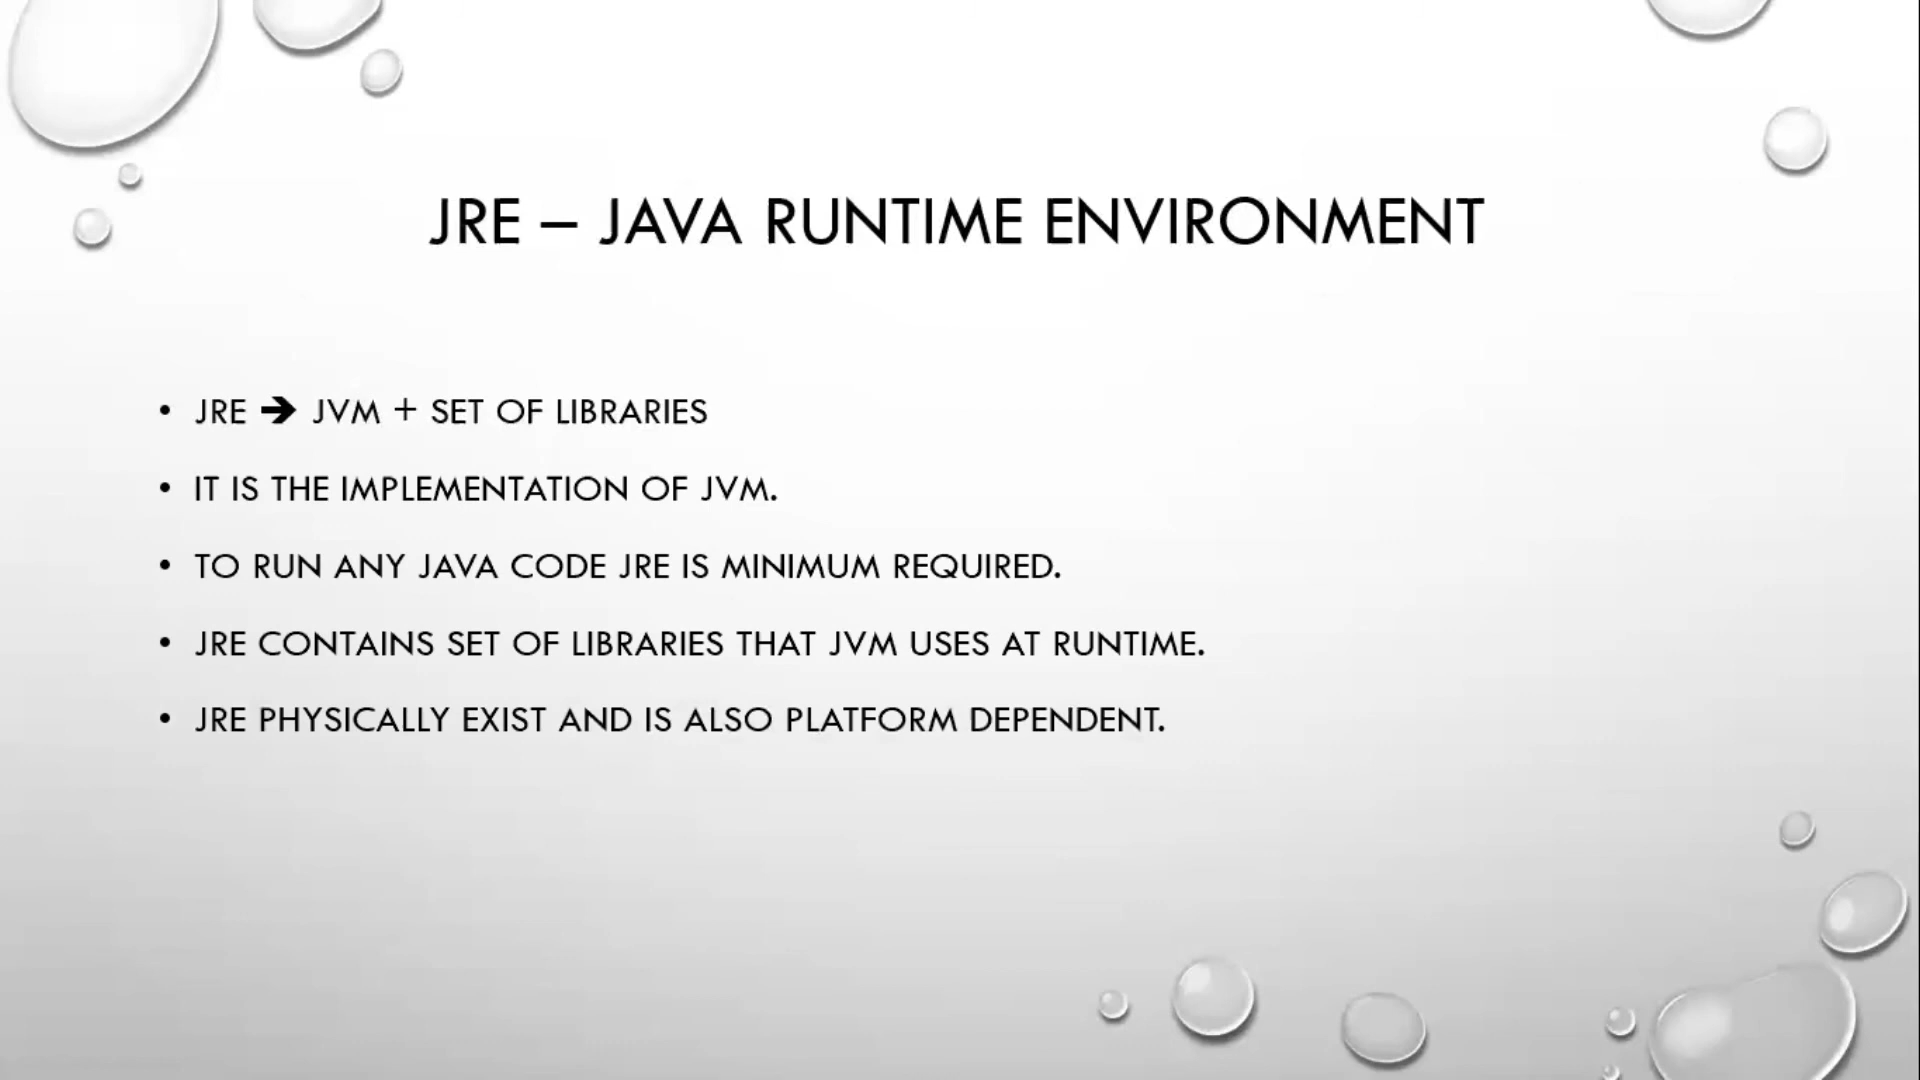 JRE – JAVA RUNTIME ENVIRONMENT
• JRE ➔ JVM + SET OF LIBRARIES
• IT IS THE IMPLEMENTATION OF JVM.
• TO RUN ANY JAVA CODE JRE IS MINIMUM REQUIRED.
• JRE CONTAINS SET OF LIBRARIES THAT JVM USES AT RUNTIME.
• JRE PHYSICALLY EXIST AND IS ALSO PLATFORM DEPENDENT.